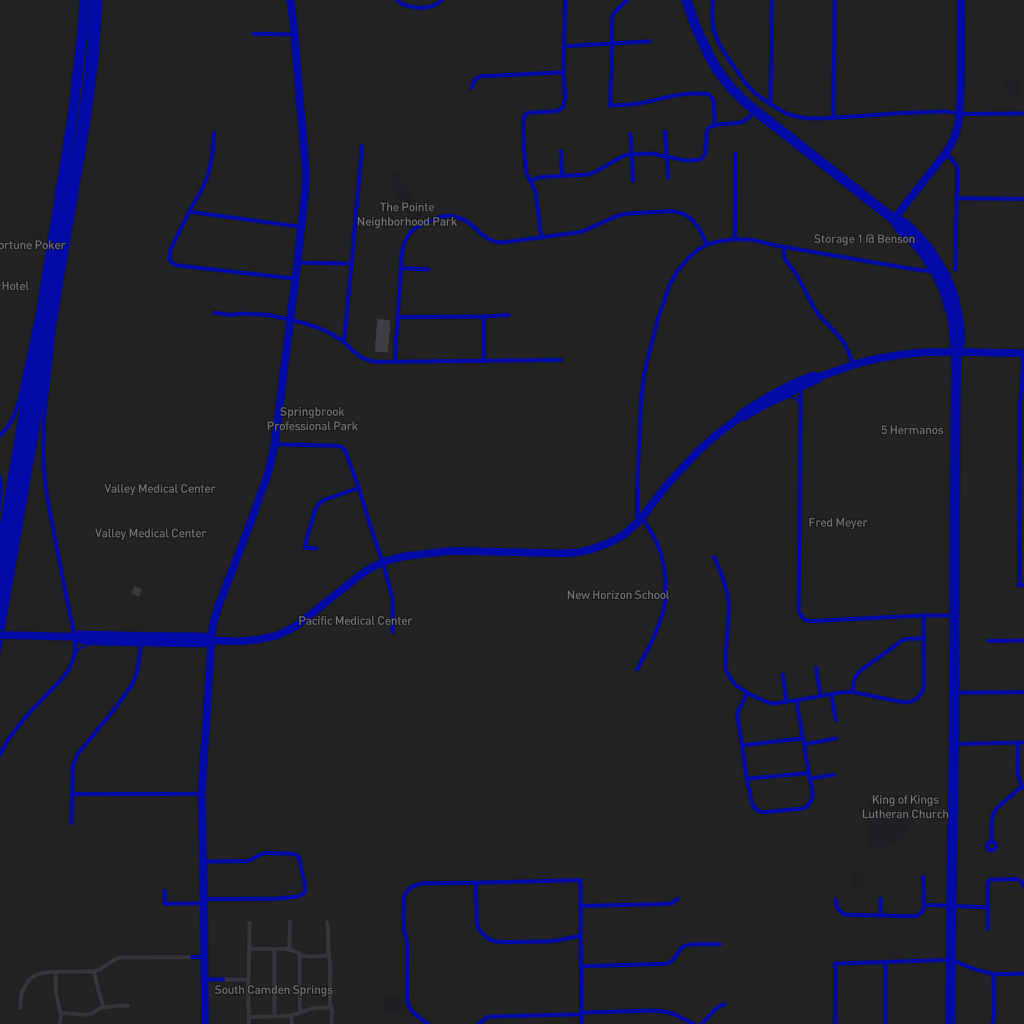 The Pointe
Neighborhood Park
Storage 1 @ Benson
ortune Poker
Hotel
Springbrook
Professional Park
5 Hermanos
Valley Medical Center
Fred Meyer
Valley Medical Center
New Horizon School
Pacific Medical Center
King of Kings
Lutheran Church
South Camden Springs